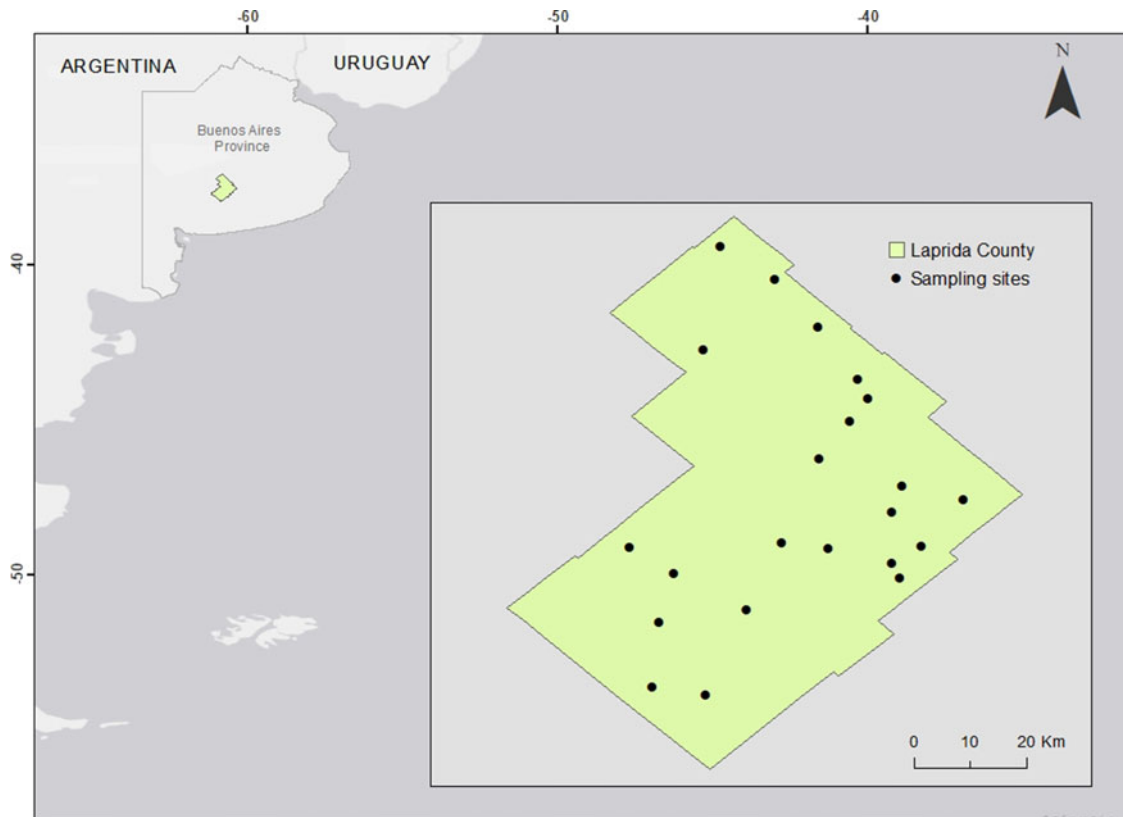 -60 -50 -40
ARGENTINA
URUGUAY
N
Buenos Aires
Province
-40
-50
Laprida County
Sampling sites
0 10 20 Km